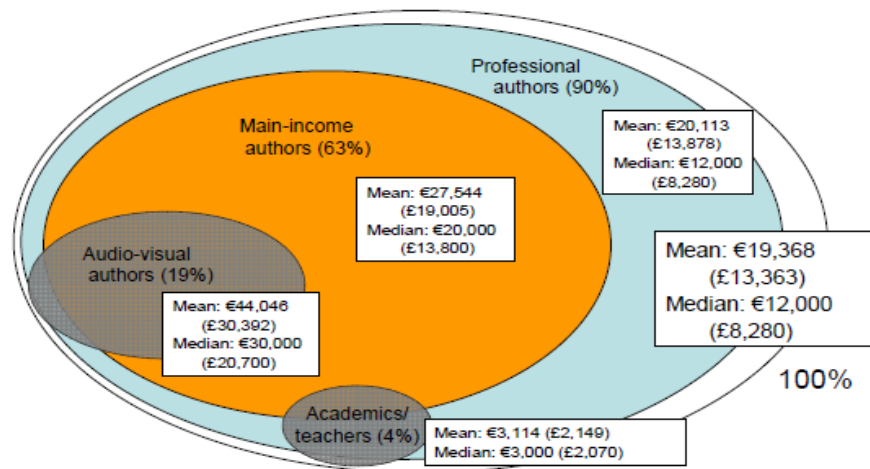 Professional
authors (90%)
Mean: €20,113
(£13,878)
Median: €12,000
(£8,280)
Main-income
authors (63%)
Mean: €27,544
(£19,005)
Median: €20,000
(£13,800)
Audio-visual
authors (19%)
Mean: €44,046
(£30,392)
Median: €30,000
(£20,700)
Mean: €19,368
(£13,363)
Median: €12,000
(£8,280)
100%
Academics/
teachers (4%)
Mean: €3,114 (£2,149)
Median: €3,000 (£2,070)